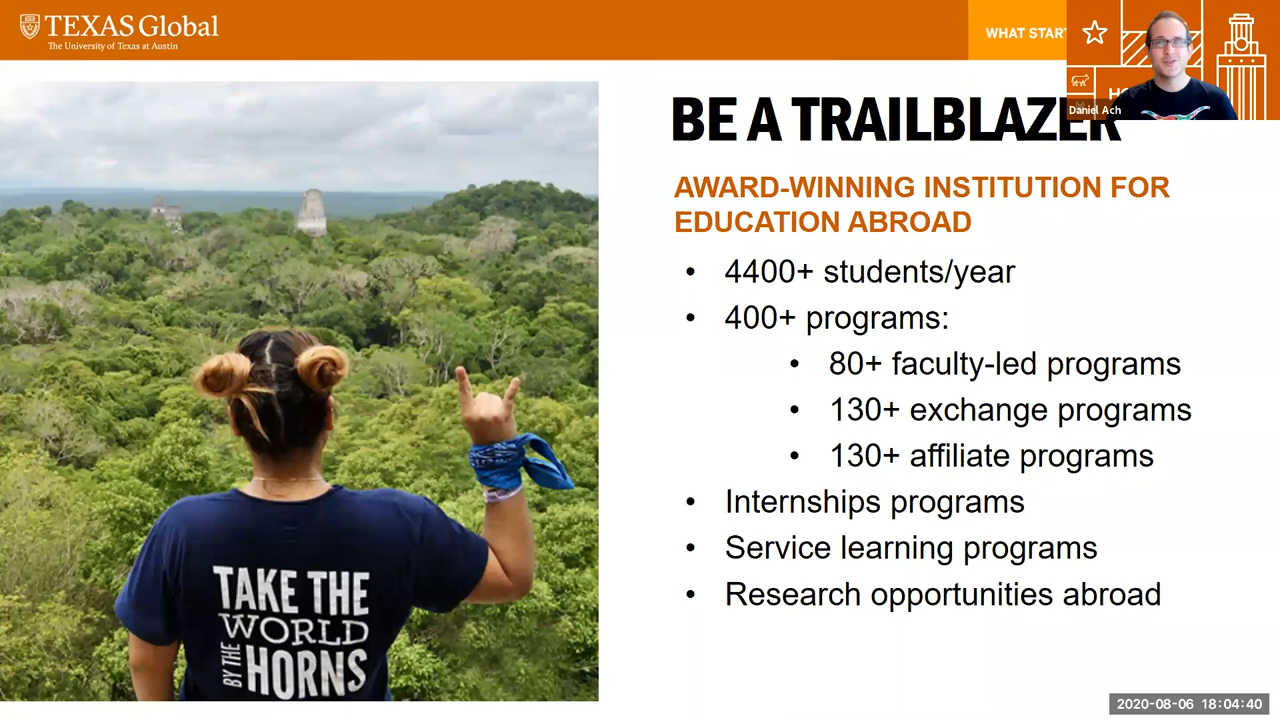 TEXAS Global
The University of Texas at Austin
WHAT STAR
Daniel Ach
BE A TRAILBLAZER
AWARD-WINNING INSTITUTION FOR
EDUCATION ABROAD
• 4400+ students/year
• 400+ programs:
• 80+ faculty-led programs
• 130+ exchange programs
• 130+ affiliate programs
• Internships programs
• Service learning programs
• Research opportunities abroad
TAKE THE
WORLD
BY THE
HORNS
2020-08-06 18:04:40